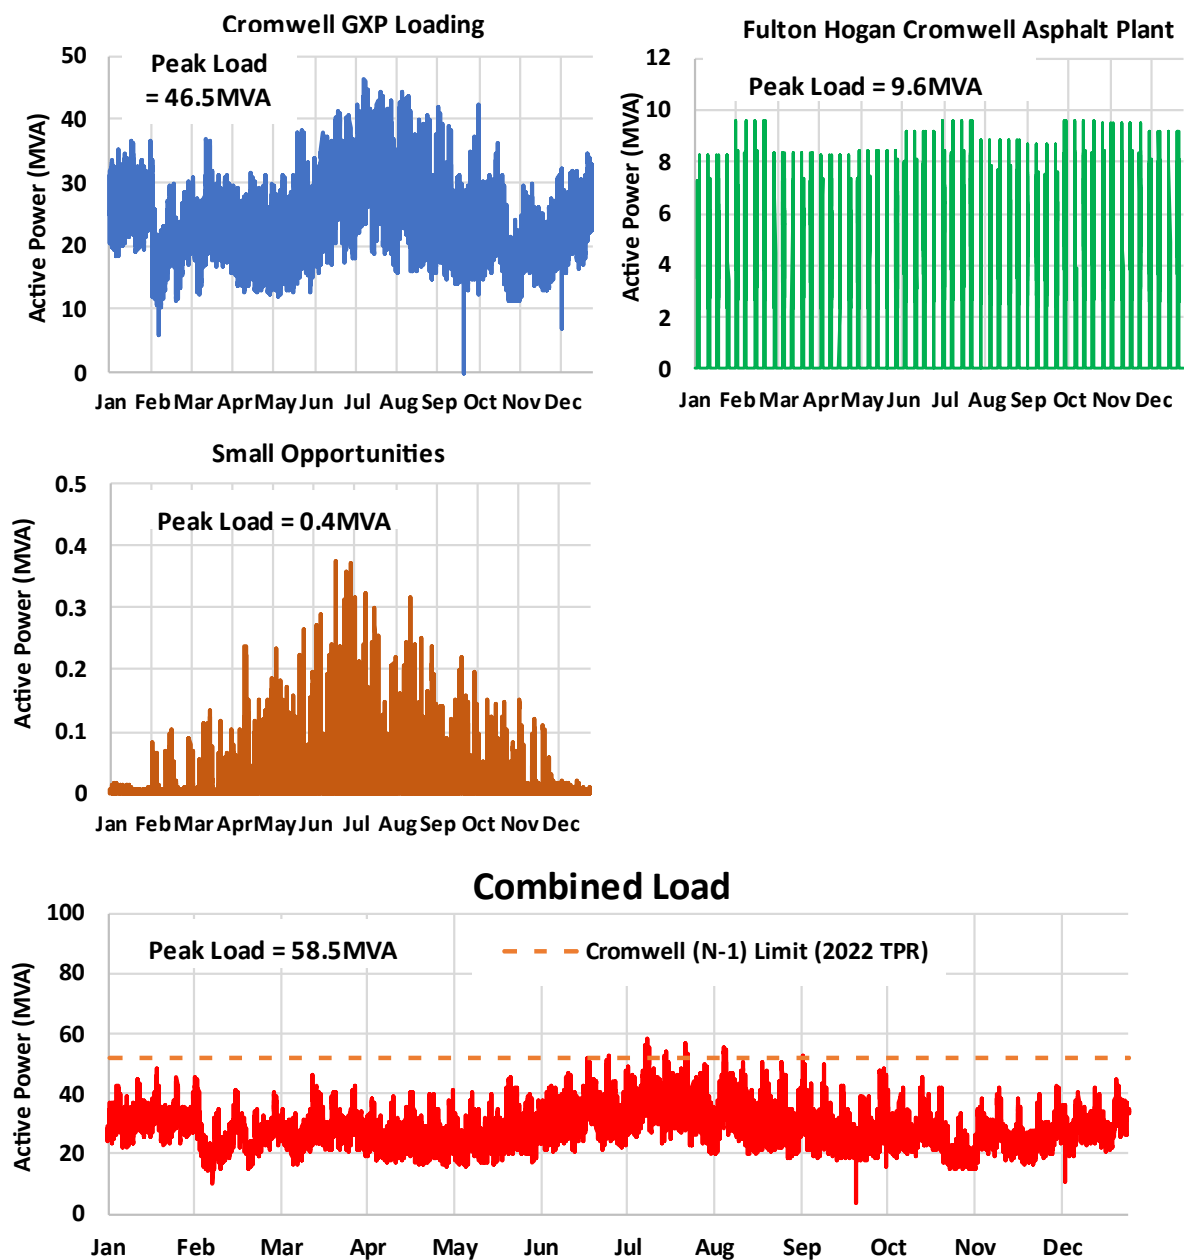 Cromwell GXP Loading
Peak Load
= 46.5MVA
Active Power (MVA)
50
40
30
20
10
0
Jan Feb Mar Apr May Jun Jul Aug Sep Oct Nov Dec
Fulton Hogan Cromwell Asphalt Plant
Peak Load = 9.6MVA
Active Power (MVA)
12
10
8
6
4
2
0
Jan Feb Mar Apr May Jun Jul Aug Sep Oct Nov Dec
Small Opportunities
Peak Load = 0.4MVA
Active Power (MVA)
0.5
0.4
0.3
0.2
0.1
0
Jan Feb Mar Apr May Jun Jul Aug Sep Oct Nov Dec
Combined Load
Peak Load = 58.5MVA
Cromwell (N-1) Limit (2022 TPR)
Active Power (MVA)
100
80
60
40
20
0
Jan Feb Mar Apr May Jun Jul Aug Sep Oct Nov Dec